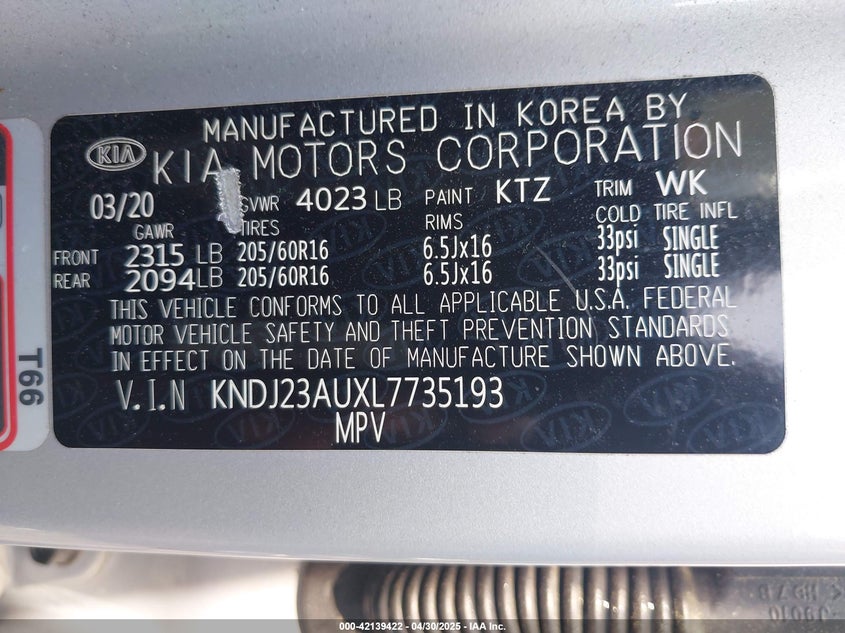 MANUFACTURED IN KOREA BY
KIA KIA MOTORS CORPORATION
03/20 GVWR 4023 LB PAINT KTZ TRIM WK
GAWR TIRES RIMS COLD TIRE INFL
FRONT 2315 LB 205/60R16 6.5Jx16 33psi SINGLE
REAR 2094 LB 205/60R16 6.5Jx16 33psi SINGLE
THIS VEHICLE CONFORMS TO ALL APPLICABLE U.S.A. FEDERAL
MOTOR VEHICLE SAFETY AND THEFT PREVENTION STANDARDS
IN EFFECT ON THE DATE OF MANUFACTURE SHOWN ABOVE.
V.I.N KNDJ23AUXL7735193
MPV
T66
000-42139422 - 04/30/2025 - IAA, Inc.